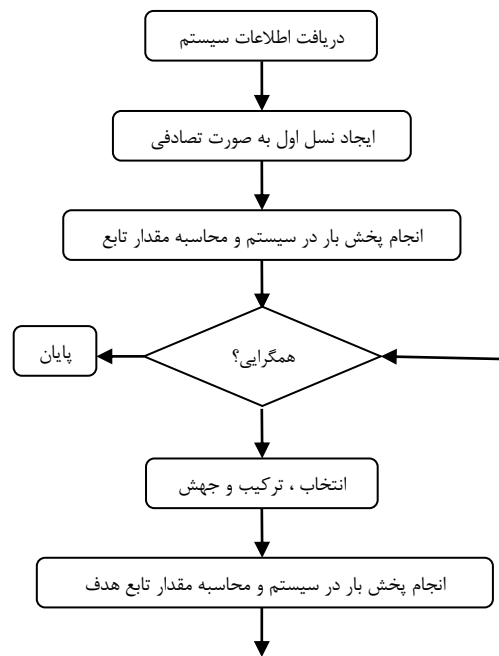 دریافت اطلاعات سیستم
ایجاد نسل اول به صورت تصادفی
انجام پخش بار در سیستم و محاسبه مقدار تابع
همگرایی؟
پایان
انتخاب ، ترکیب و جهش
انجام پخش بار در سیستم و محاسبه مقدار تابع هدف